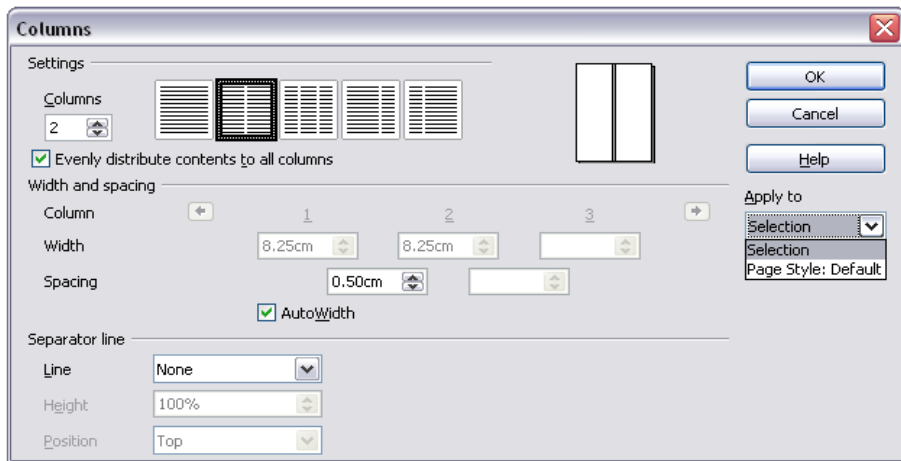 Columns
Settings
OK
Columns
2
Cancel
Evenly distribute contents to all columns
Help
Width and spacing
Apply to
Column 1 2 3
Selection
Width 8.25cm 8.25cm
Selection
Page Style: Default
Spacing 0.50cm
AutoWidth
Separator line
Line None
Height 100%
Position Top